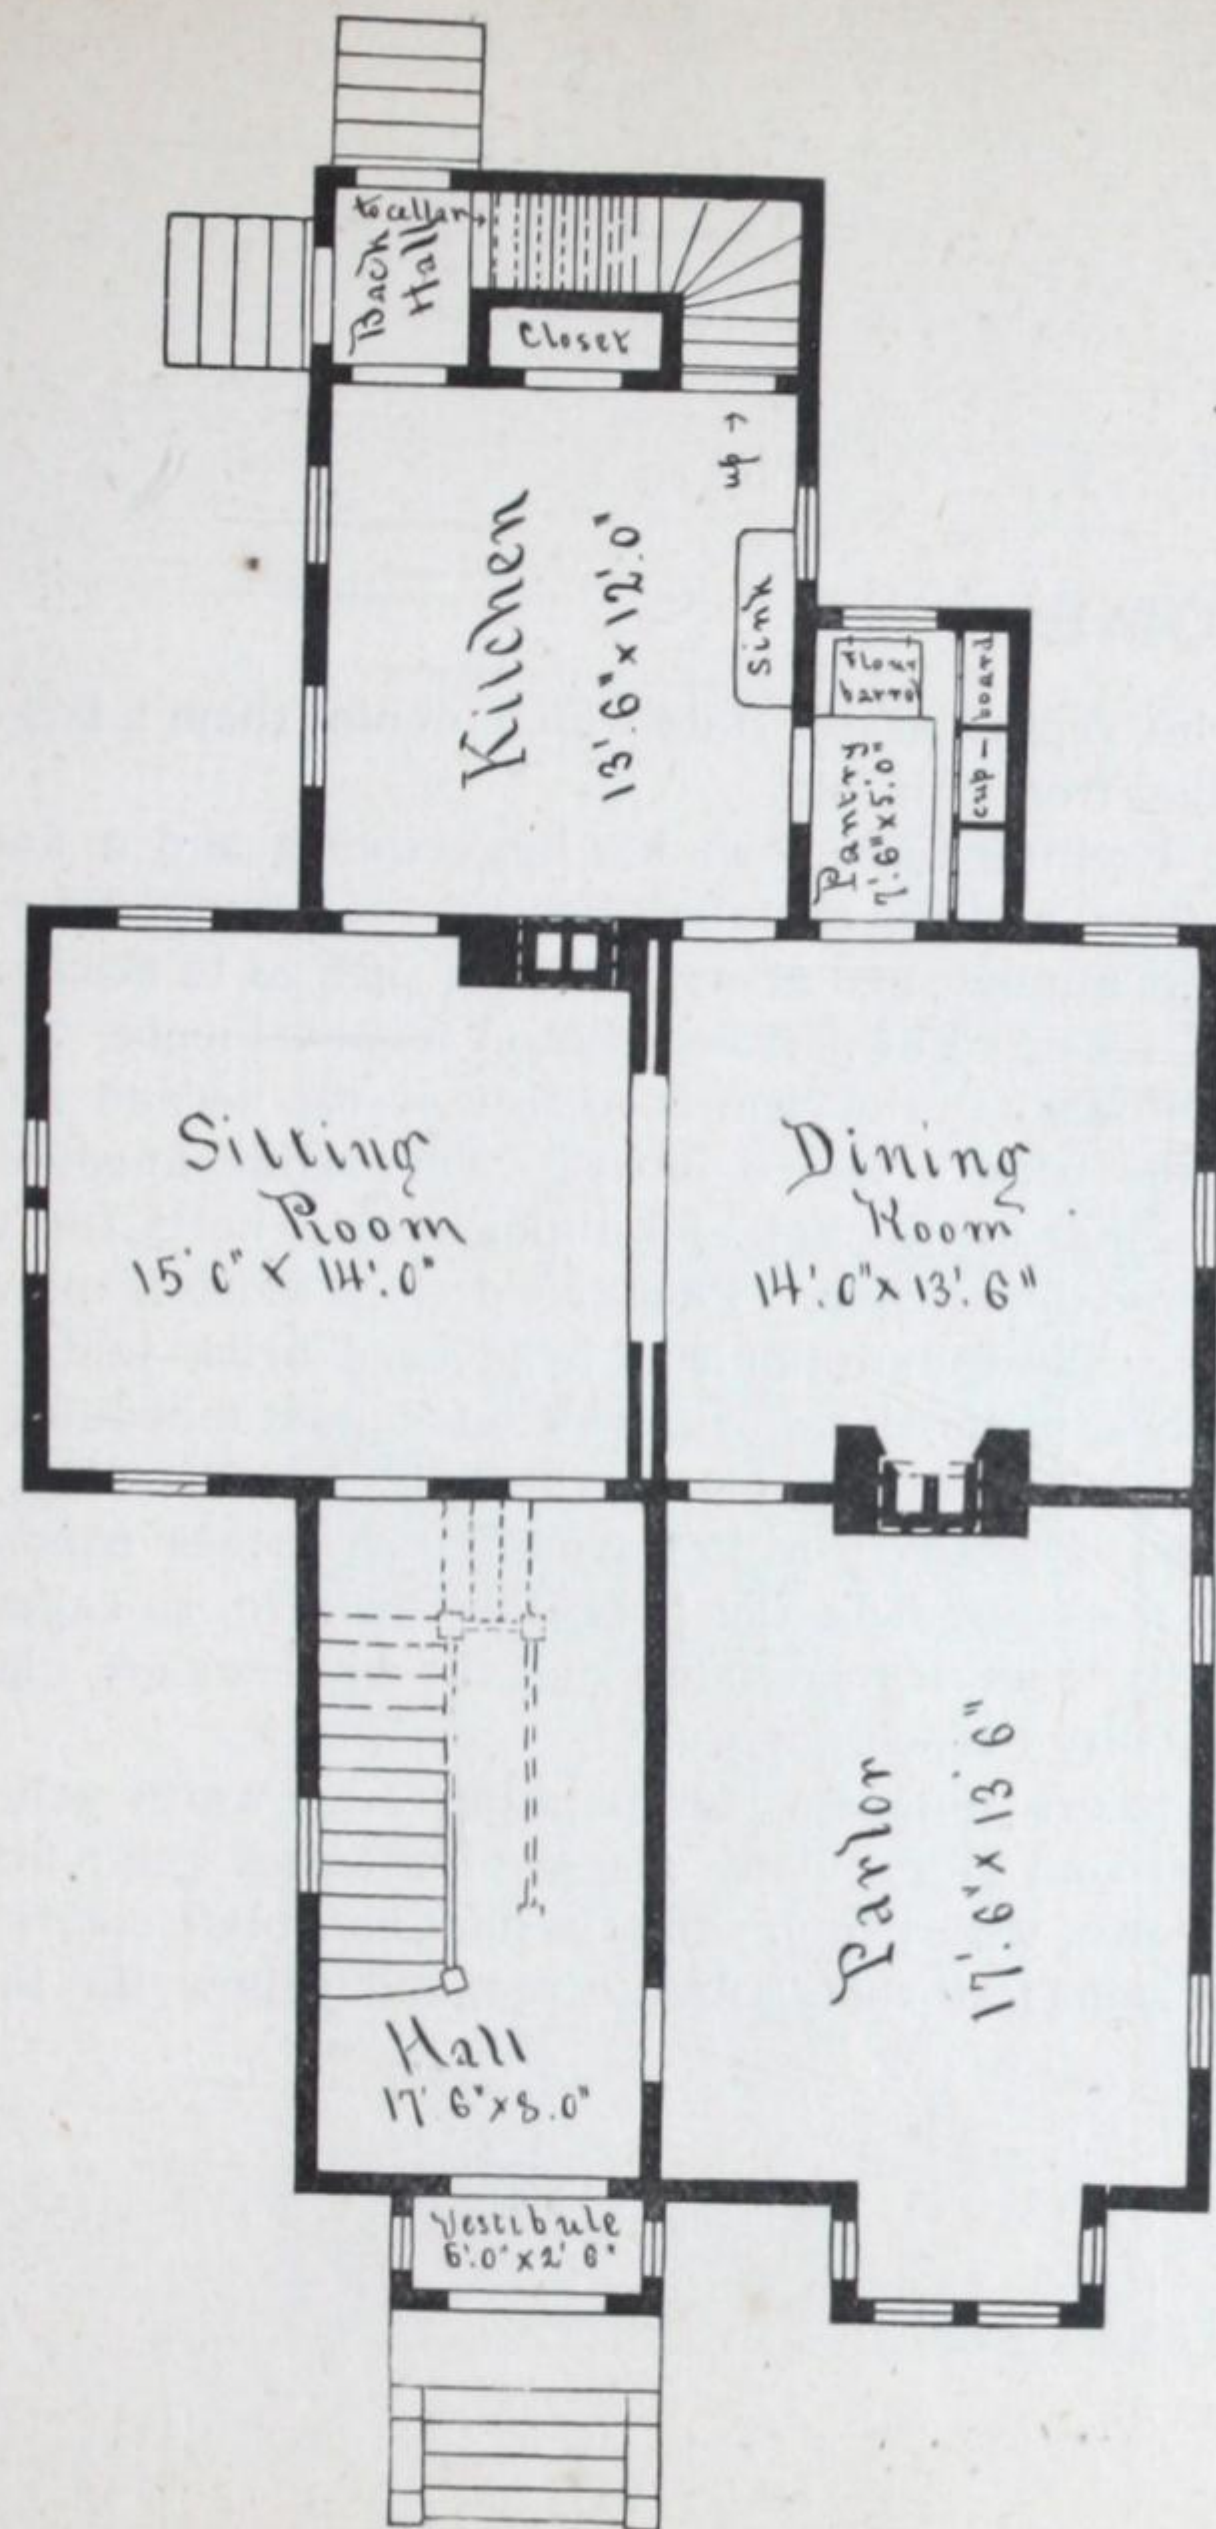 to cellar
Back
Hall
Closet
up
Kitchen
13'.6" x 12'.0"
Sink
Flour
barrel
cup-board
Pantry
7'.6" x 5'.0"
Sitting
Room
15'0" x 14'.0"
Dining
Room
14'.0" x 13'.6"
Parlor
17'.6" x 13'6"
Hall
17'6" x 8.0"
Vestibule
6'.0" x 2'6"